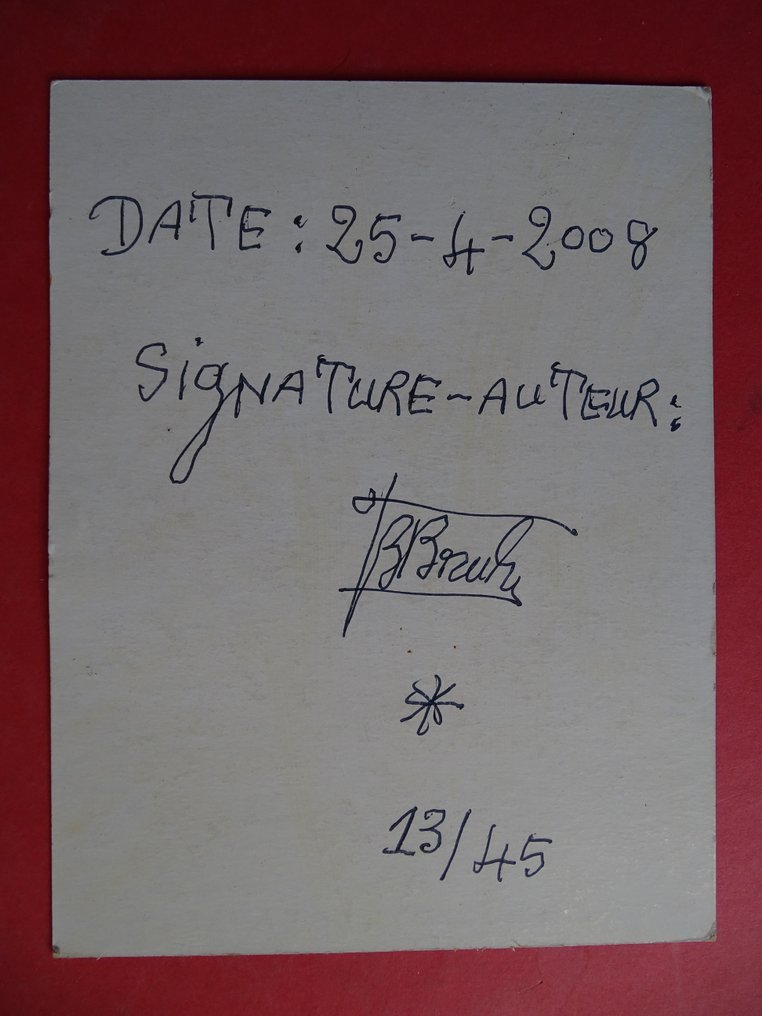 DATE : 25-4-2008
SigNATURE-AUTEUR :
*
13/45